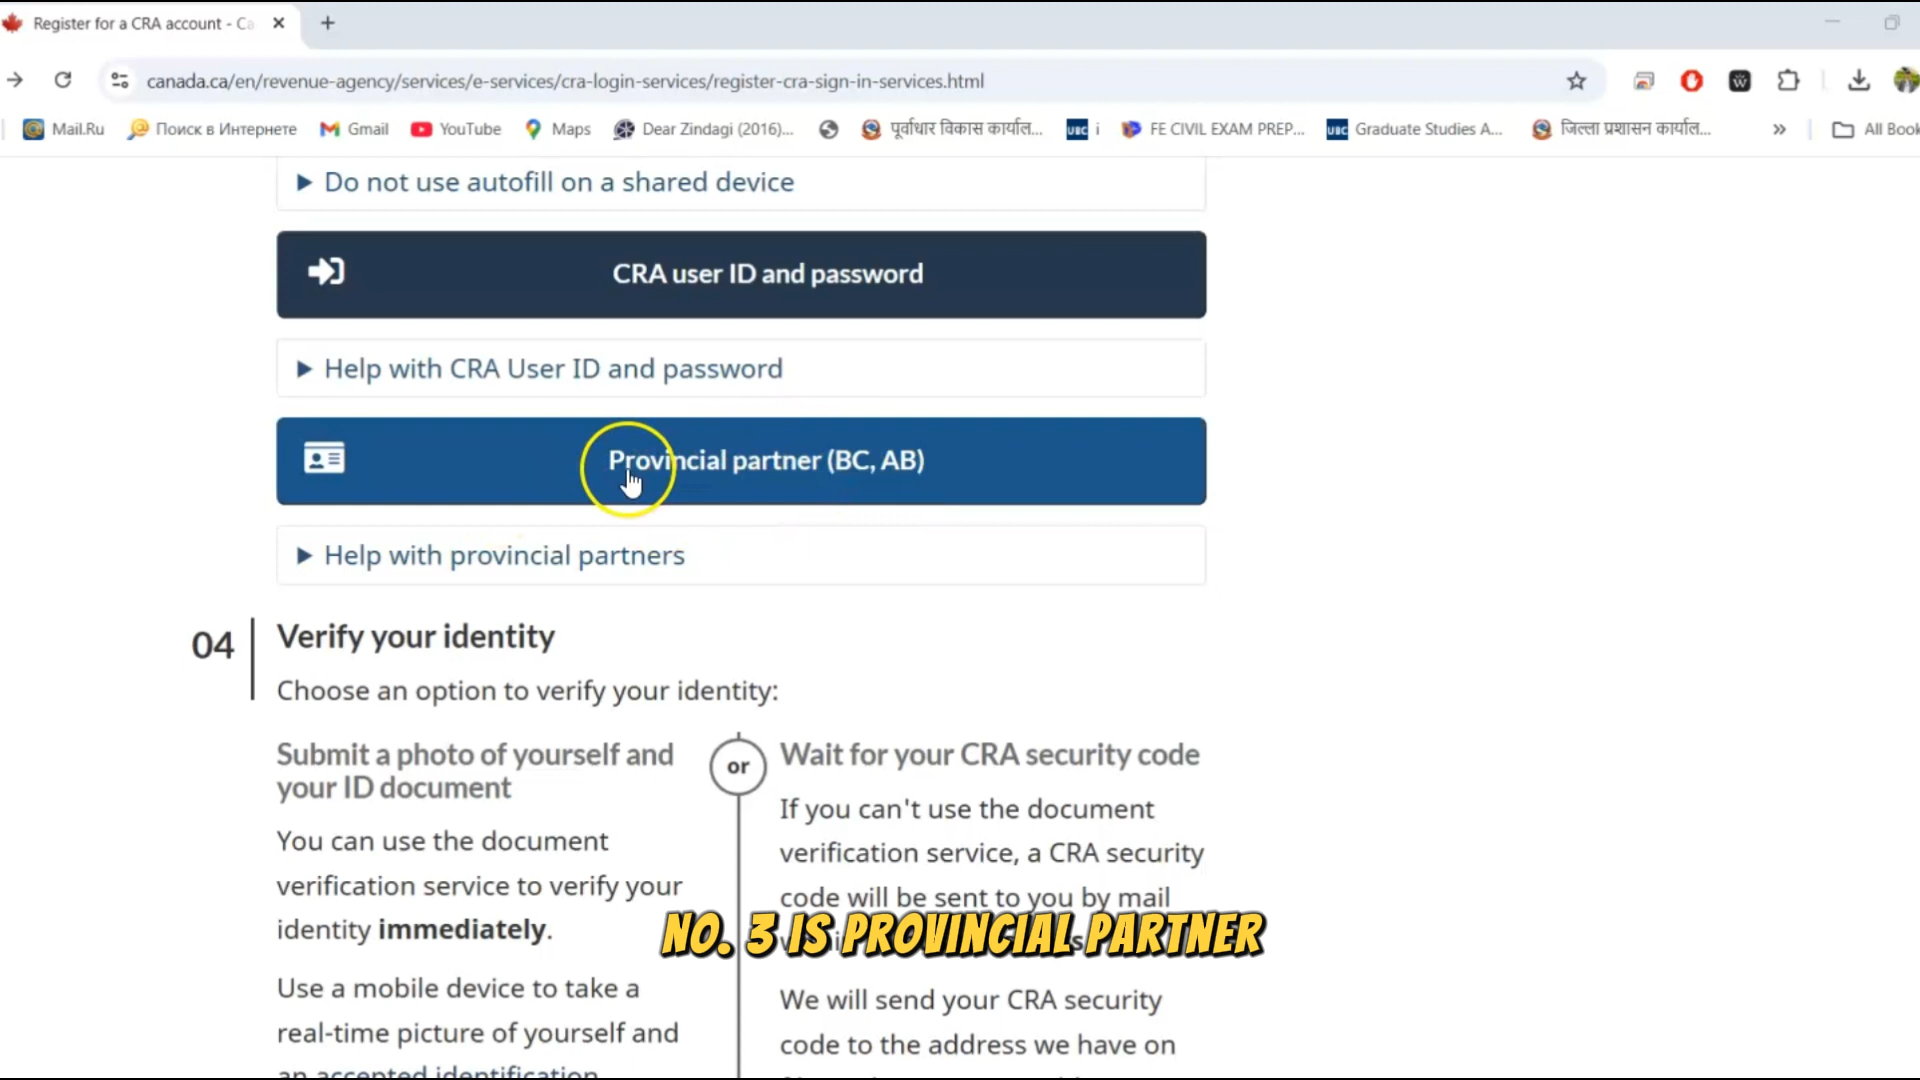 Register for a CRA account - Ca
canada.ca/en/revenue-agency/services/e-services/cra-login-services/register-cra-sign-in-services.html
Mail.Ru
Поиск в Интернете
Gmail
YouTube
Maps
Dear Zindagi (2016)...
पूर्वाधार विकास कार्याल...
UBC i
FE CIVIL EXAM PREP...
UBC Graduate Studies A...
जिल्ला प्रशासन कार्याल...
All Book
Do not use autofill on a shared device
CRA user ID and password
Help with CRA User ID and password
Provincial partner (BC, AB)
Help with provincial partners
04
Verify your identity
Choose an option to verify your identity:
Submit a photo of yourself and
your ID document
You can use the document
verification service to verify your
identity immediately.
Use a mobile device to take a
real-time picture of yourself and
an accepted identification
or
Wait for your CRA security code
If you can't use the document
verification service, a CRA security
code will be sent to you by mail
We will send your CRA security
code to the address we have on
NO. 3 IS PROVINCIAL PARTNER